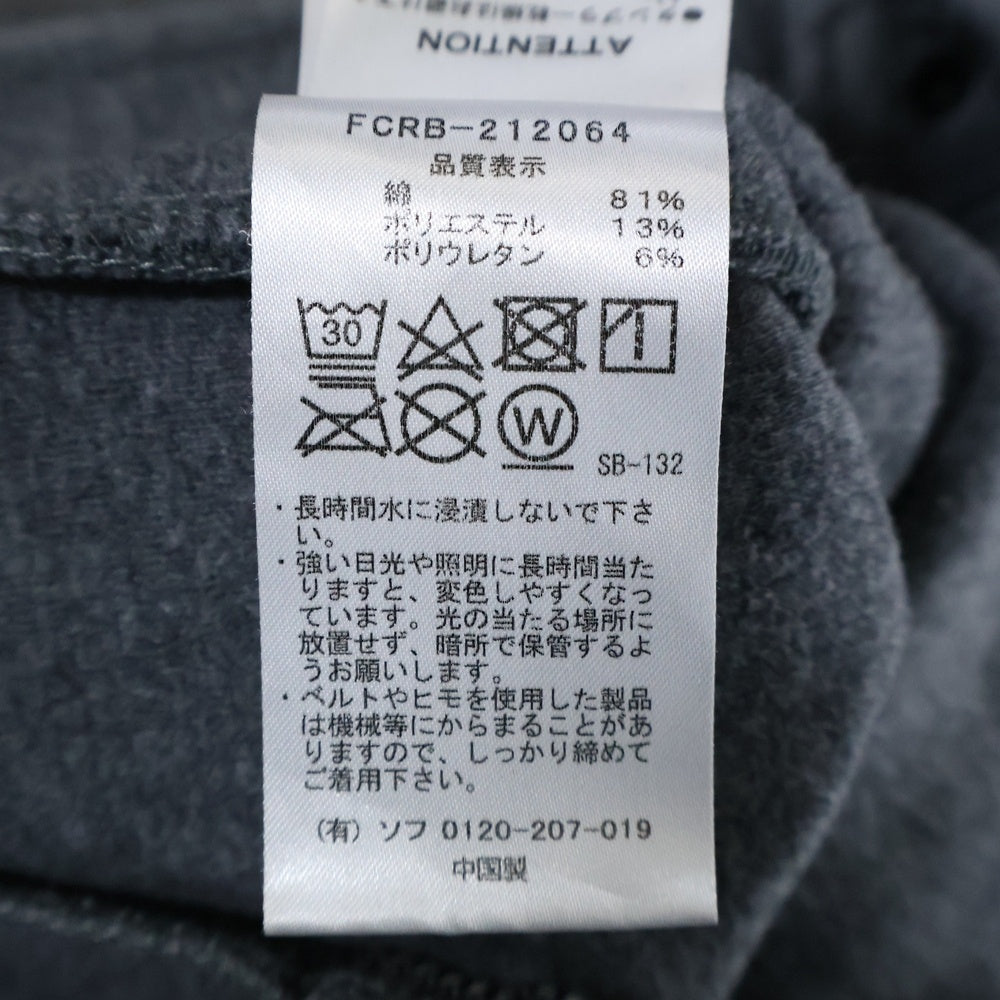 ATTENTION
FCRB-212064
品質表示
綿 81%
ポリエステル 13%
ポリウレタン 6%
30
W
SB-132
・長時間水に浸漬しないで下さ
い。
・強い日光や照明に長時間当た
りますと、変色しやすくなっ
ています。光の当たる場所に
放置せず、暗所で保管するよ
うお願いします。
・ベルトやヒモを使用した製品
は機械等にからまることがあ
りますので、しっかり締めて
ご着用下さい。
(有) ソフ 0120-207-019
中国製